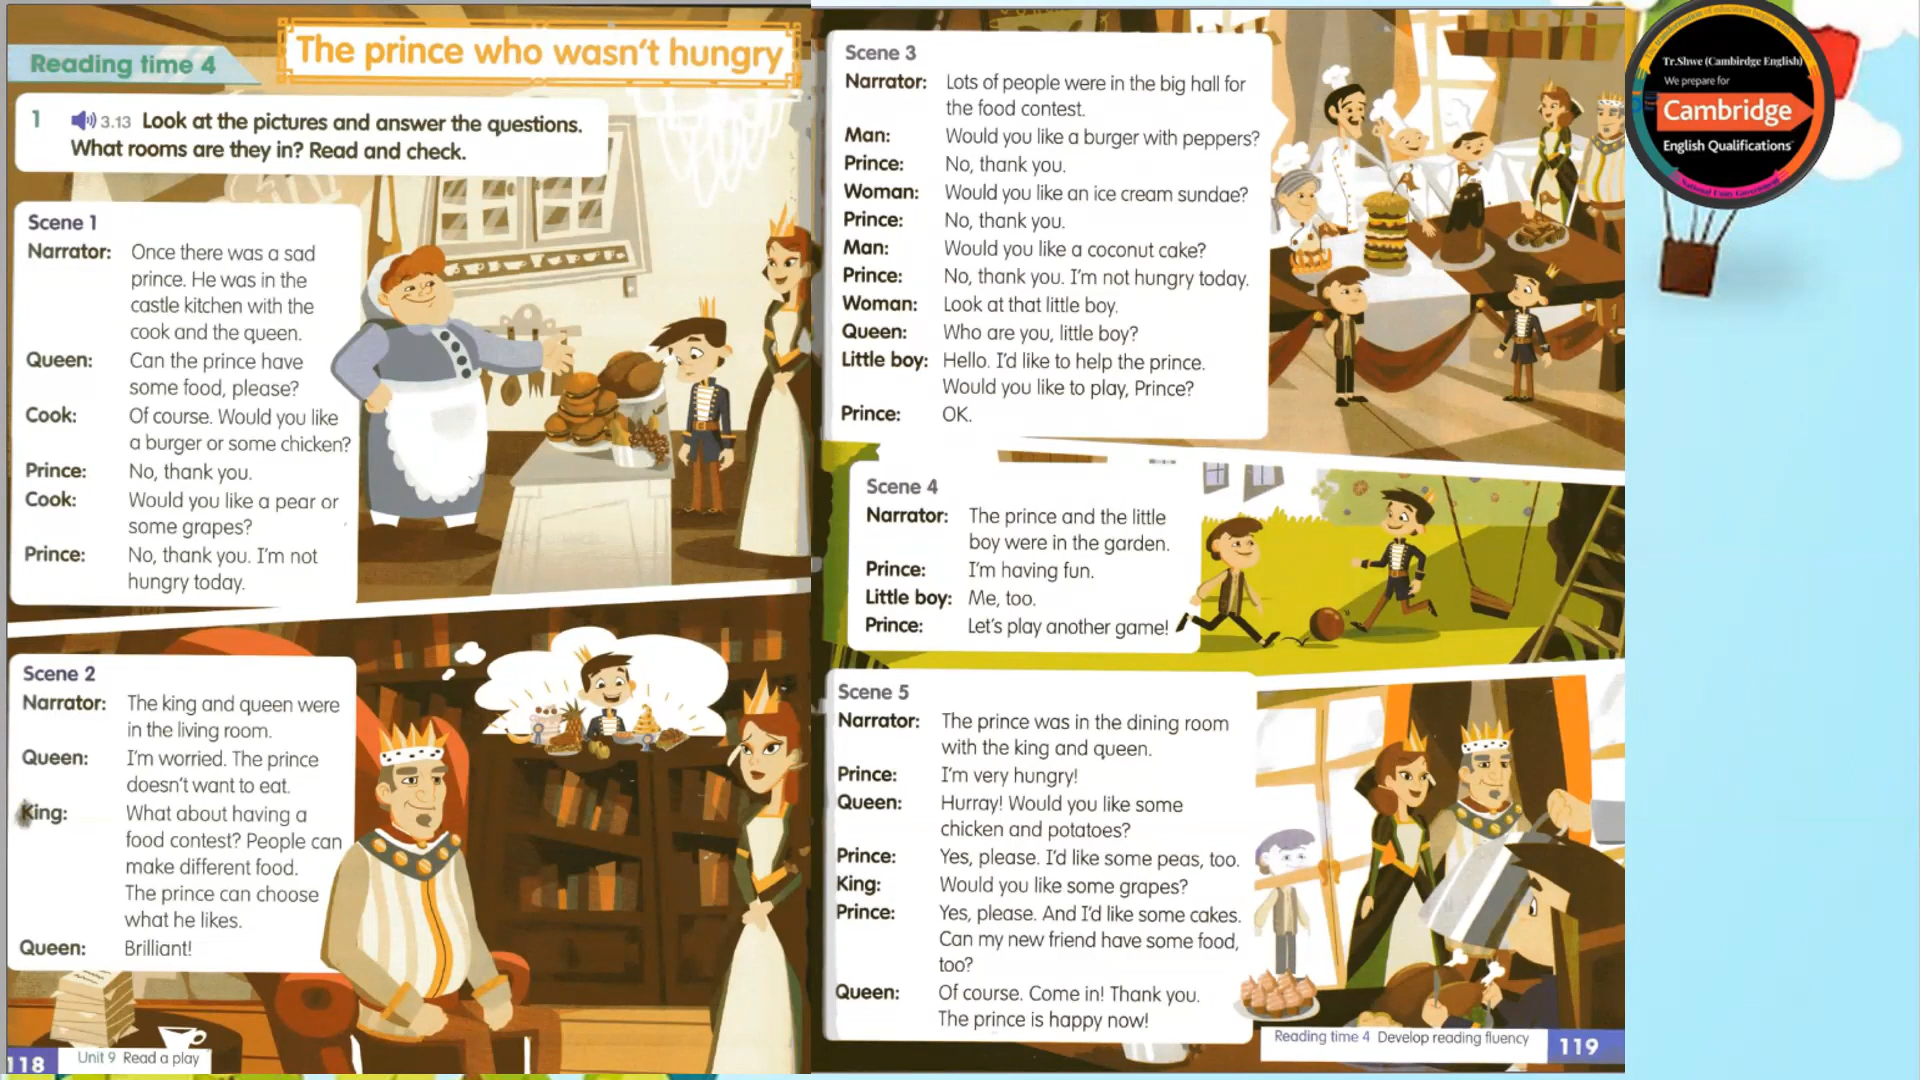 Reading time 4
The prince who wasn't hungry
1 3.13 Look at the pictures and answer the questions.
What rooms are they in? Read and check.
Scene 1
Narrator: Once there was a sad
prince. He was in the
castle kitchen with the
cook and the queen.
Queen: Can the prince have
some food, please?
Cook: Of course. Would you like
a burger or some chicken?
Prince: No, thank you.
Cook: Would you like a pear or
some grapes?
Prince: No, thank you. I'm not
hungry today.
Scene 2
Narrator: The king and queen were
in the living room.
Queen: I'm worried. The prince
doesn't want to eat.
King: What about having a
food contest? People can
make different food.
The prince can choose
what he likes.
Queen: Brilliant!
118 Unit 9 Read a play
Scene 3
Narrator: Lots of people were in the big hall for
the food contest.
Man: Would you like a burger with peppers?
Prince: No, thank you.
Woman: Would you like an ice cream sundae?
Prince: No, thank you.
Man: Would you like a coconut cake?
Prince: No, thank you. I'm not hungry today.
Woman: Look at that little boy.
Queen: Who are you, little boy?
Little boy: Hello. I'd like to help the prince.
Would you like to play, Prince?
Prince: OK.
Scene 4
Narrator: The prince and the little
boy were in the garden.
Prince: I'm having fun.
Little boy: Me, too.
Prince: Let's play another game!
Scene 5
Narrator: The prince was in the dining room
with the king and queen.
Prince: I'm very hungry!
Queen: Hurray! Would you like some
chicken and potatoes?
Prince: Yes, please. I'd like some peas, too.
King: Would you like some grapes?
Prince: Yes, please. And I'd like some cakes.
Can my new friend have some food,
too?
Queen: Of course. Come in! Thank you.
The prince is happy now!
Reading time 4 Develop reading fluency 119
Tr.Shwe (Cambirdge English)
We prepare for
Cambridge
English Qualifications
National Unity Government